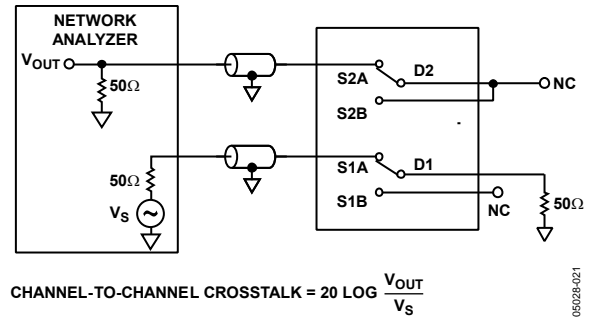 NETWORK
ANALYZER
VOUT
50Ω
S2A
D2
NC
S2B
50Ω
VS
S1A
D1
S1B
NC
50Ω
CHANNEL-TO-CHANNEL CROSSTALK = 20 LOG VOUT
VS
05028-021